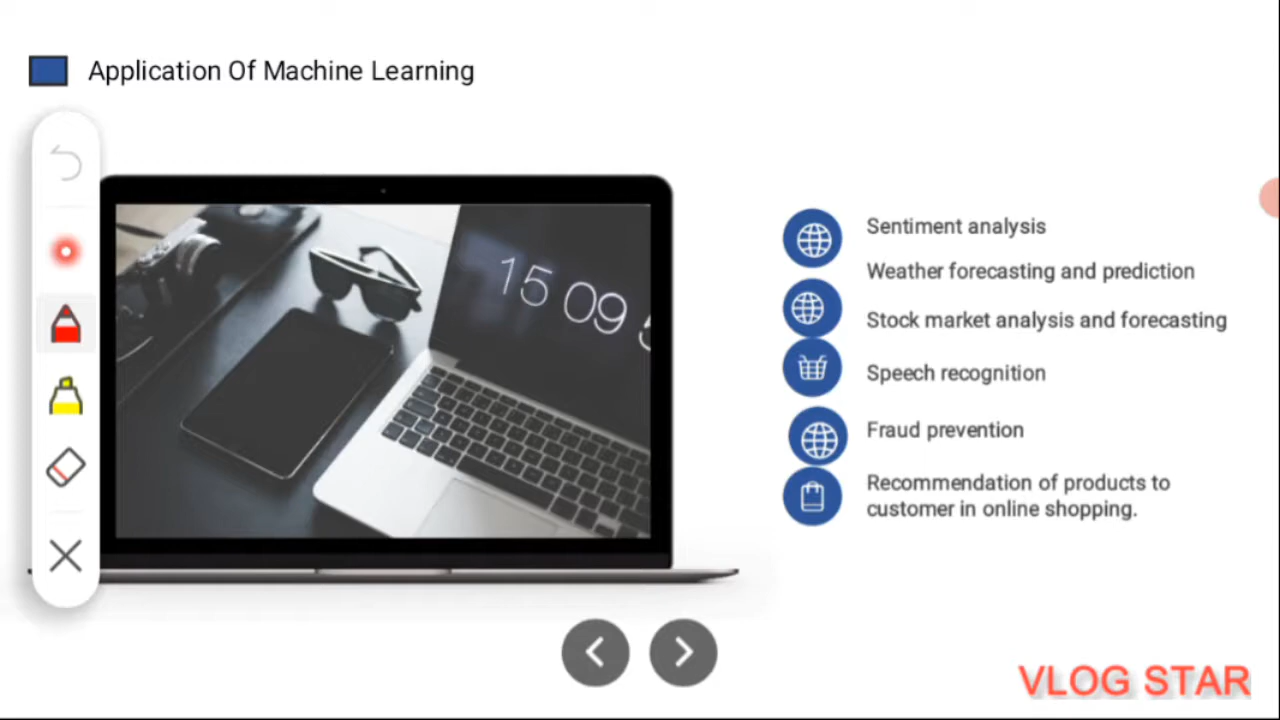 Application Of Machine Learning
15 09
Sentiment analysis
Weather forecasting and prediction
Stock market analysis and forecasting
Speech recognition
Fraud prevention
Recommendation of products to
customer in online shopping.
VLOG STAR